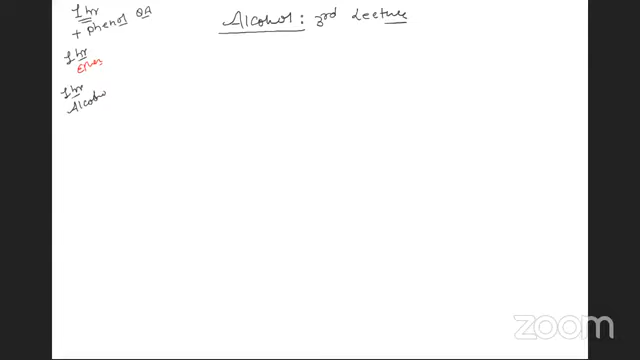 1 hr
+ phenol QA
Alcohol : 3rd Lecture
1 hr
Ethers
1 hr
Alcoho
zoom